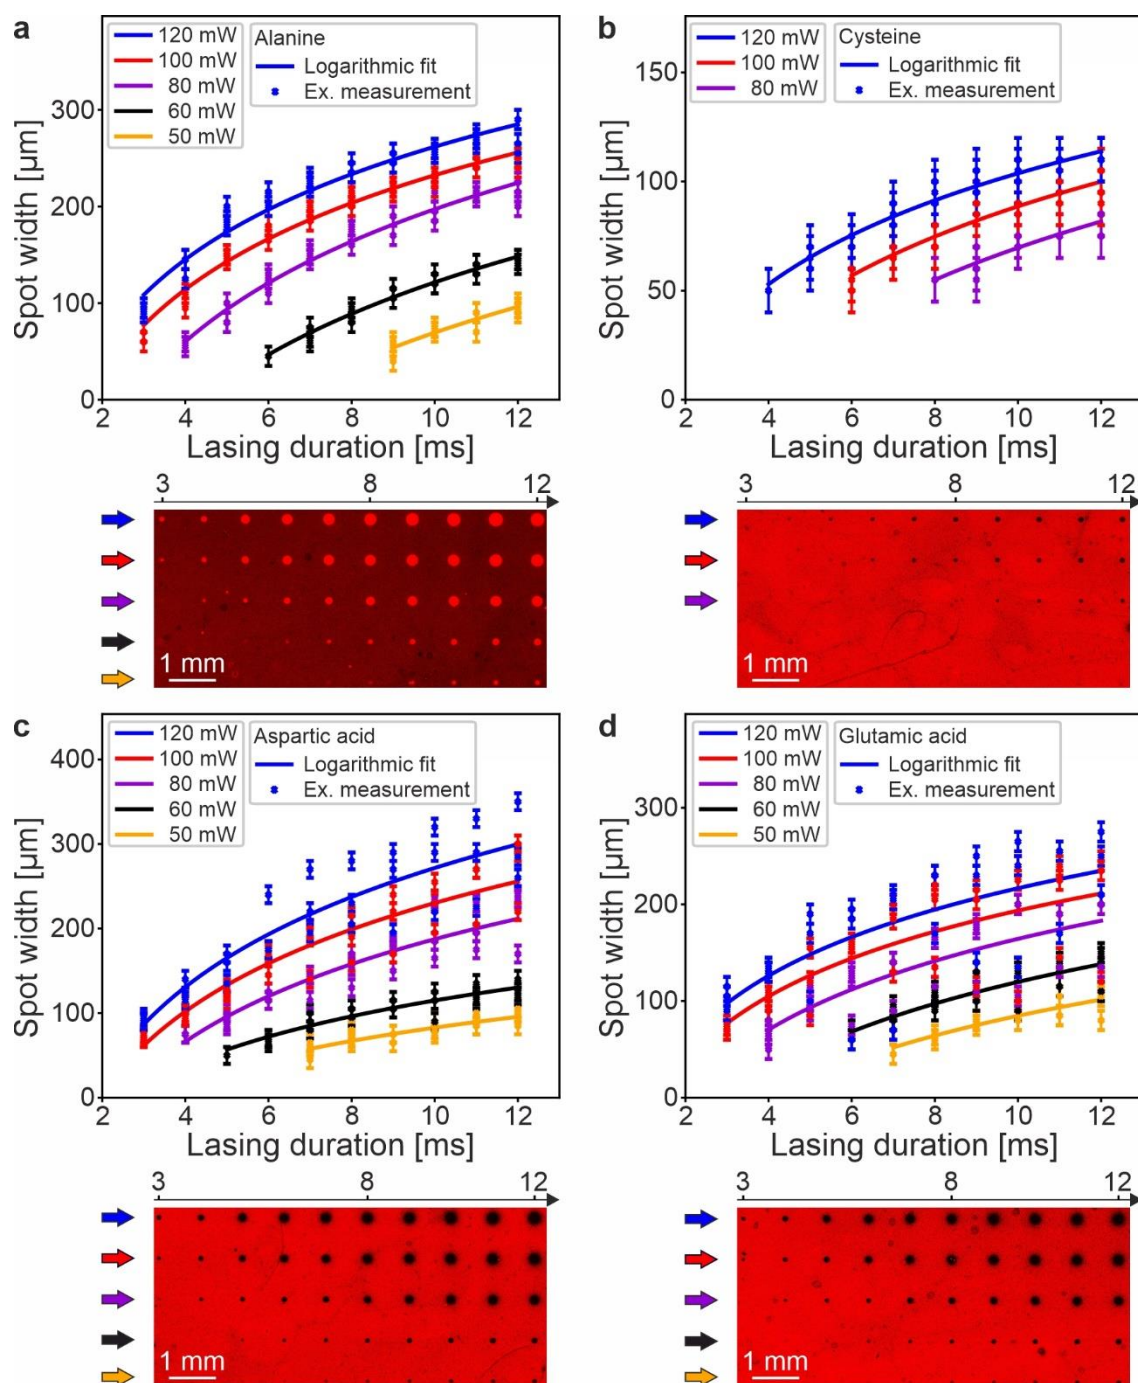 a
120 mW
100 mW
80 mW
60 mW
50 mW
Alanine
Logarithmic fit
Ex. measurement
Spot width [µm]
300
200
100
0
2 4 6 8 10 12
Lasing duration [ms]
3 8 12
1 mm
b
120 mW
100 mW
80 mW
Cysteine
Logarithmic fit
Ex. measurement
Spot width [µm]
150
100
50
0
2 4 6 8 10 12
Lasing duration [ms]
3 8 12
1 mm
c
120 mW
100 mW
80 mW
60 mW
50 mW
Aspartic acid
Logarithmic fit
Ex. measurement
Spot width [µm]
400
300
200
100
0
2 4 6 8 10 12
Lasing duration [ms]
3 8 12
1 mm
d
120 mW
100 mW
80 mW
60 mW
50 mW
Glutamic acid
Logarithmic fit
Ex. measurement
Spot width [µm]
300
200
100
0
2 4 6 8 10 12
Lasing duration [ms]
3 8 12
1 mm